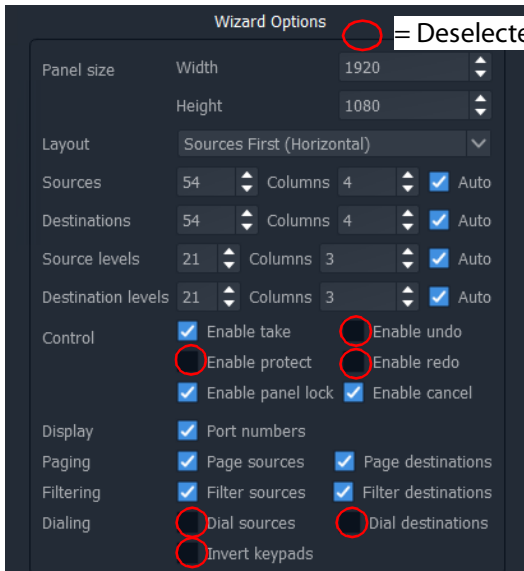 Wizard Options
= Deselecte
Panel size Width 1920
Height 1080
Layout Sources First (Horizontal)
Sources 54 Columns 4 Auto
Destinations 54 Columns 4 Auto
Source levels 21 Columns 3 Auto
Destination levels 21 Columns 3 Auto
Control Enable take Enable undo
Enable protect Enable redo
Enable panel lock Enable cancel
Display Port numbers
Paging Page sources Page destinations
Filtering Filter sources Filter destinations
Dialing Dial sources Dial destinations
Invert keypads